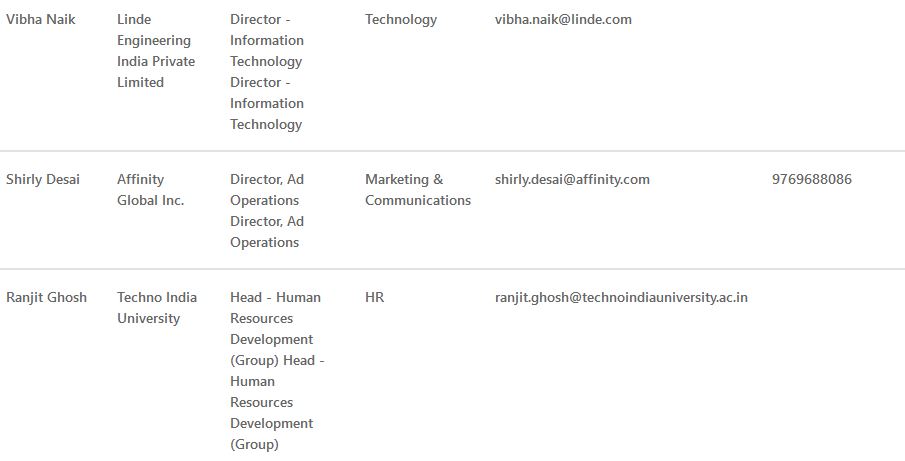 Vibha Naik
Linde
Engineering
India Private
Limited
Director -
Information
Technology
Director -
Information
Technology
Technology
vibha.naik@linde.com
Shirly Desai
Affinity
Global Inc.
Director, Ad
Operations
Director, Ad
Operations
Marketing &
Communications
shirly.desai@affinity.com
9769688086
Ranjit Ghosh
Techno India
University
Head - Human
Resources
Development
(Group) Head -
Human
Resources
Development
(Group)
HR
ranjit.ghosh@technoindiauniversity.ac.in